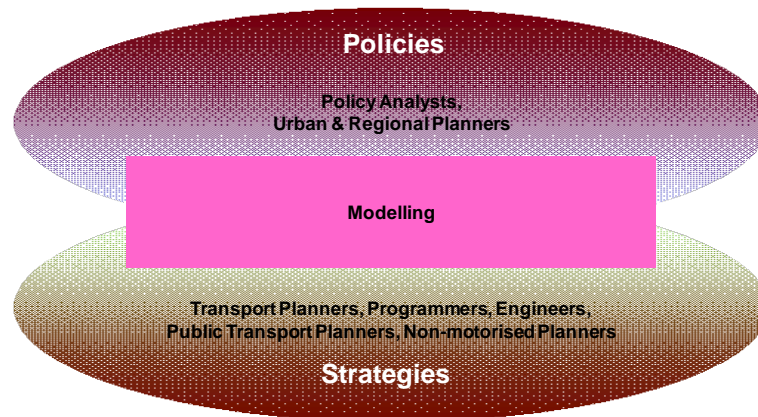 Policies
Policy Analysts,
Urban & Regional Planners
Modelling
Transport Planners, Programmers, Engineers,
Public Transport Planners, Non-motorised Planners
Strategies